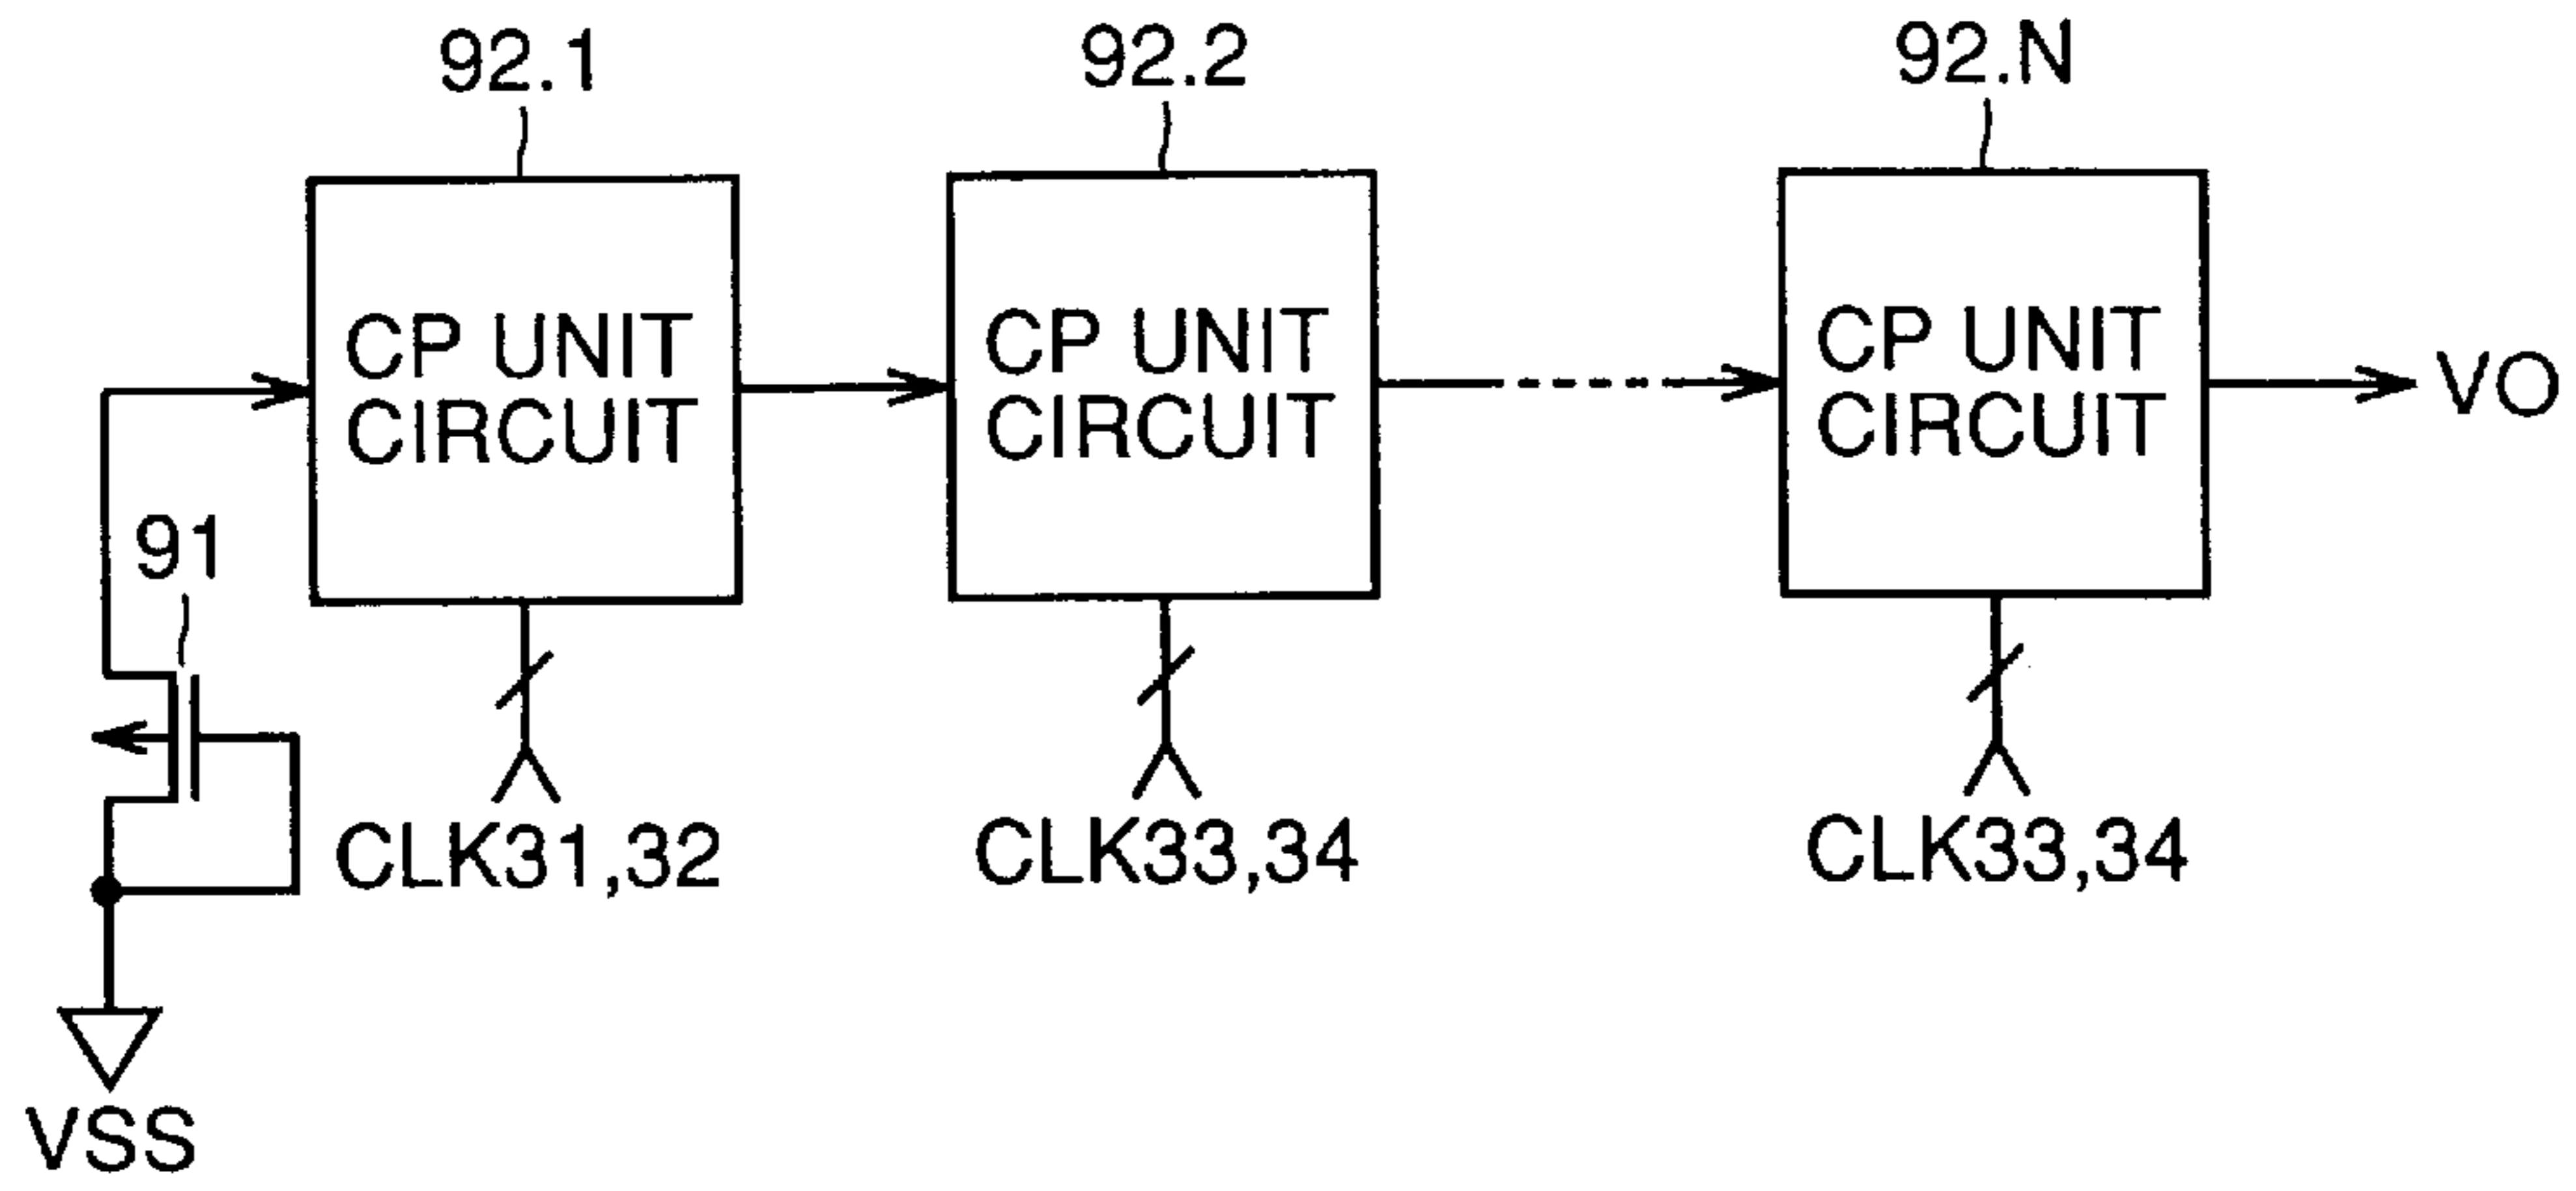 92.1
92.2
92.N
CP UNIT
CIRCUIT
CP UNIT
CIRCUIT
CP UNIT
CIRCUIT
VO
91
CLK31,32
CLK33,34
CLK33,34
VSS